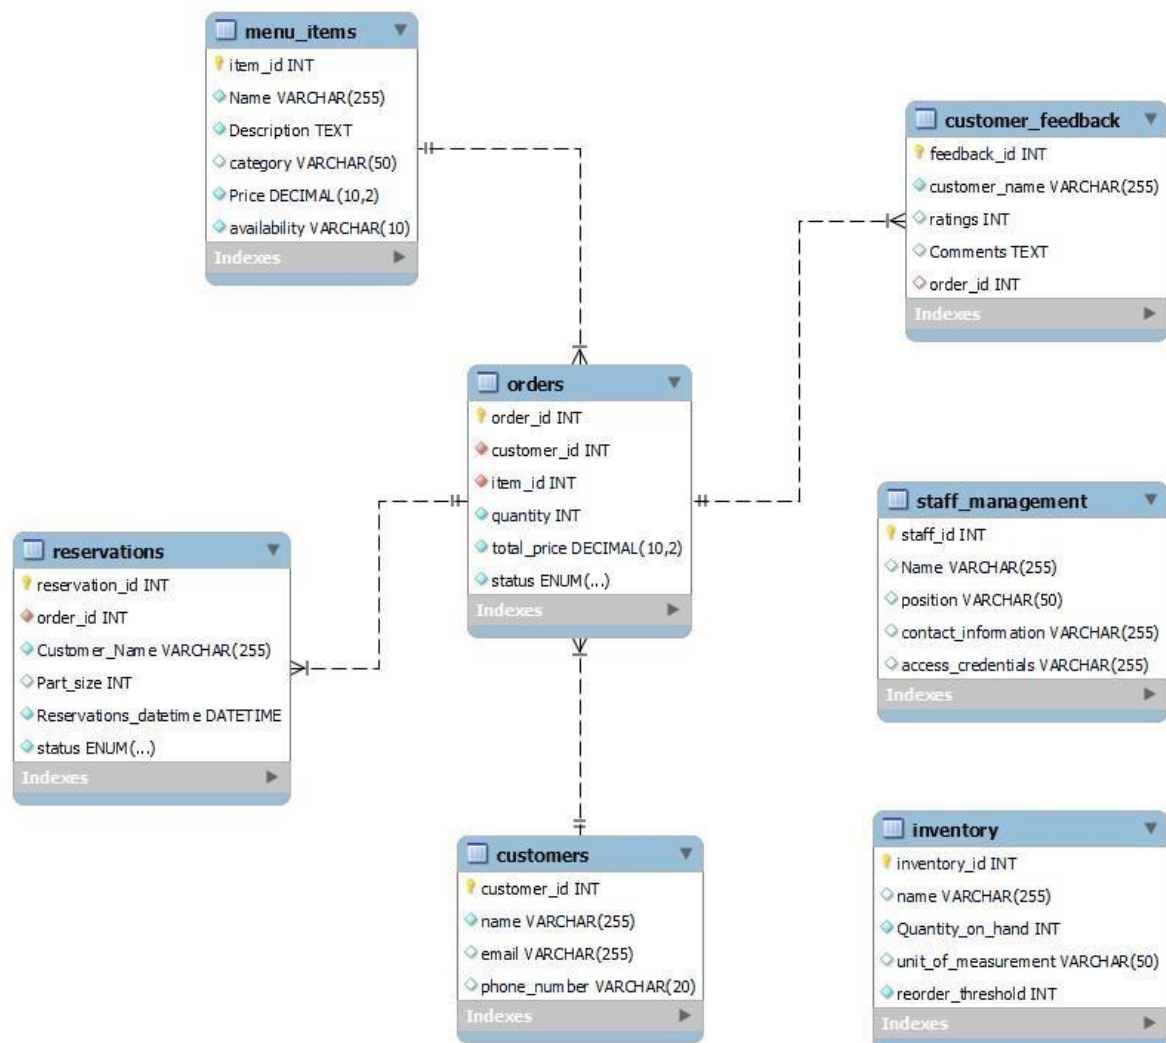 menu_items
item_id INT
Name VARCHAR(255)
Description TEXT
category VARCHAR(50)
Price DECIMAL(10,2)
availability VARCHAR(10)
Indexes
customer_feedback
feedback_id INT
customer_name VARCHAR(255)
ratings INT
Comments TEXT
order_id INT
Indexes
orders
order_id INT
customer_id INT
item_id INT
quantity INT
total_price DECIMAL(10,2)
status ENUM(...)
Indexes
staff_management
staff_id INT
Name VARCHAR(255)
position VARCHAR(50)
contact_information VARCHAR(255)
access_credentials VARCHAR(255)
Indexes
reservations
reservation_id INT
order_id INT
Customer_Name VARCHAR(255)
Part_size INT
Reservations_datetime DATETIME
status ENUM(...)
Indexes
customers
customer_id INT
name VARCHAR(255)
email VARCHAR(255)
phone_number VARCHAR(20)
Indexes
inventory
inventory_id INT
name VARCHAR(255)
Quantity_on_hand INT
unit_of_measurement VARCHAR(50)
reorder_threshold INT
Indexes